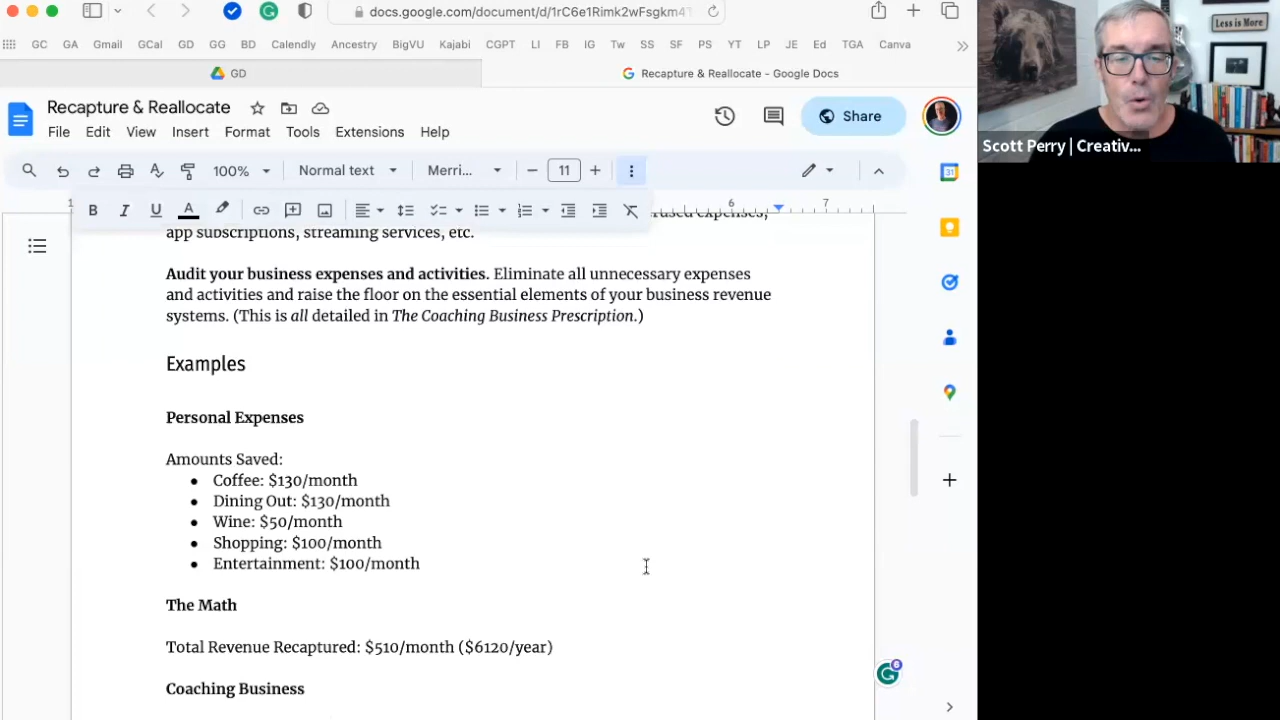 docs.google.com/document/d/1rC6e1Rimk2wFsgkm4
GC GA Gmail GCal GD GG BD Calendly Ancestry BigVU Kajabi CGPT LI FB IG Tw SS SF PS YT LP JE Ed TGA Canva
GD
Recapture & Reallocate - Google Docs
Less is More
Scott Perry | Creativ...
Recapture & Reallocate
Share
File Edit View Insert Format Tools Extensions Help
100% Normal text Merri... 11
1 6 7
expenses,
app subscriptions, streaming services, etc.
Audit your business expenses and activities. Eliminate all unnecessary expenses
and activities and raise the floor on the essential elements of your business revenue
systems. (This is all detailed in The Coaching Business Prescription.)
Examples
Personal Expenses
Amounts Saved:
● Coffee: $130/month
● Dining Out: $130/month
● Wine: $50/month
● Shopping: $100/month
● Entertainment: $100/month
The Math
Total Revenue Recaptured: $510/month ($6120/year)
Coaching Business
31
6